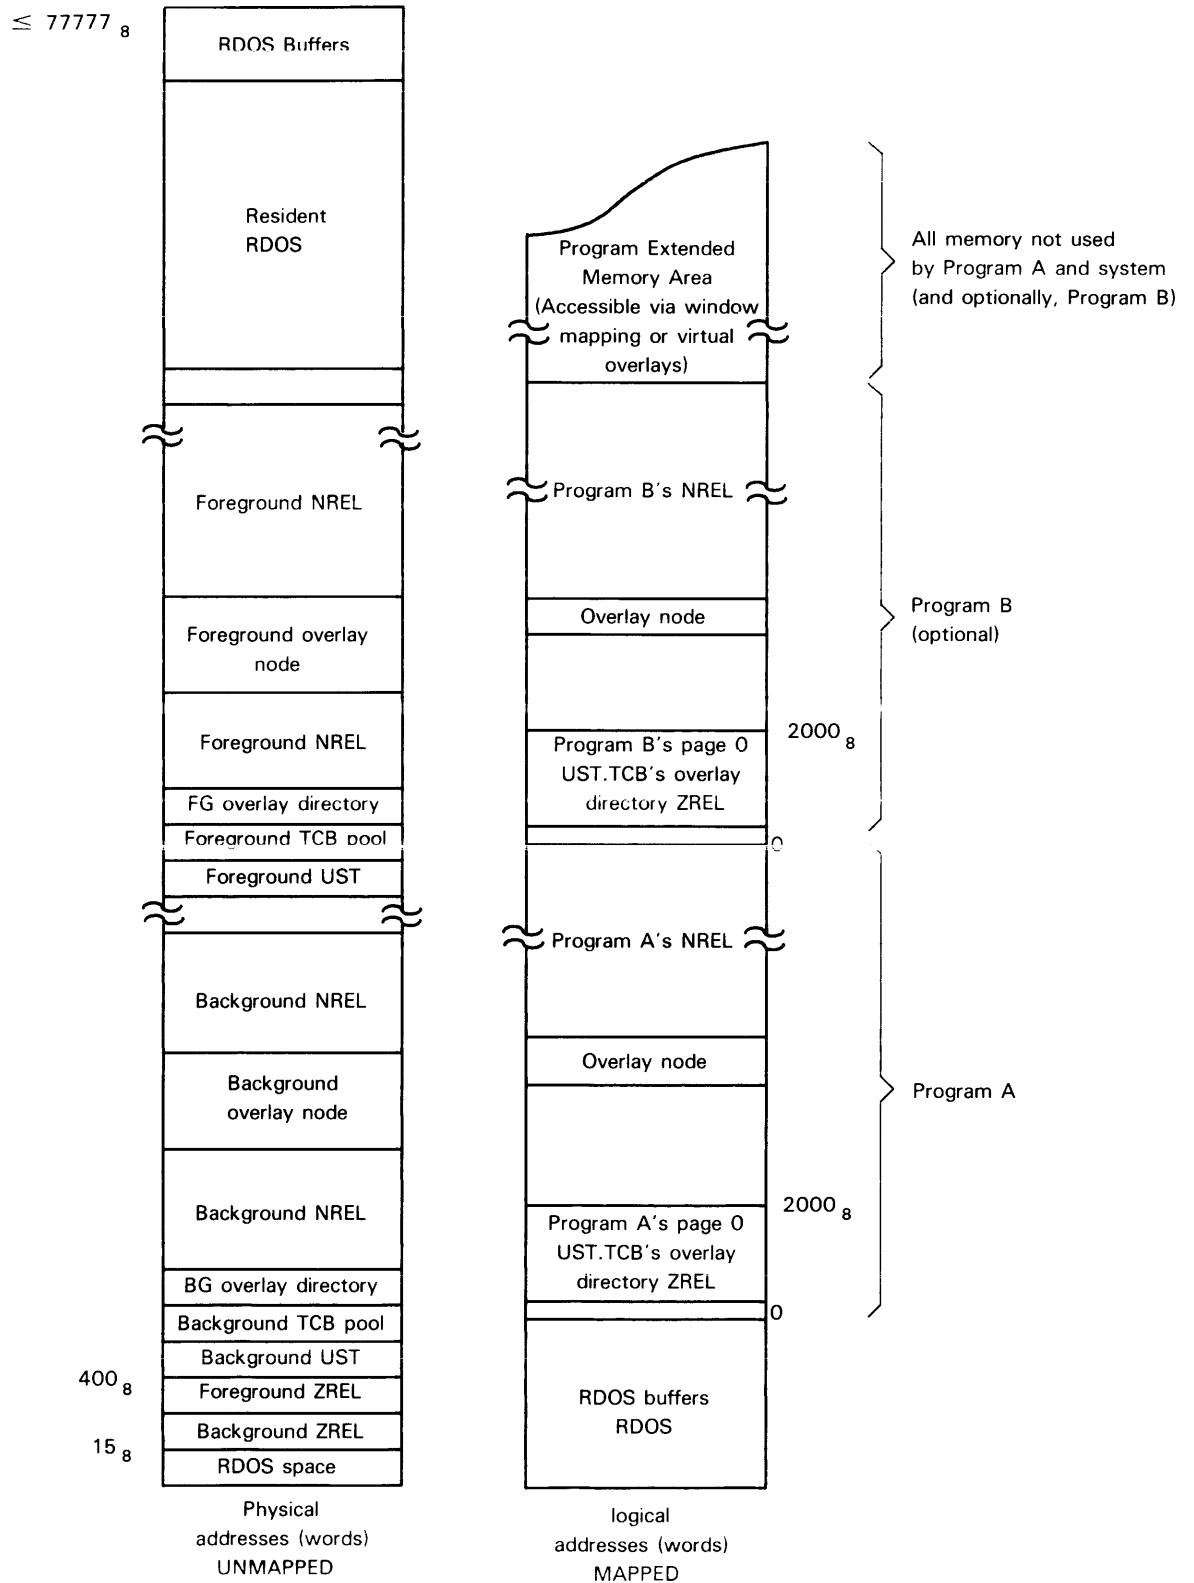 ≤ 77777 8
RDOS Buffers
Resident
RDOS
Foreground NREL
Foreground overlay
node
Foreground NREL
FG overlay directory
Foreground TCB pool
Foreground UST
Background NREL
Background
overlay node
Background NREL
BG overlay directory
Background TCB pool
Background UST
400 8
Foreground ZREL
Background ZREL
15 8
RDOS space
Physical
addresses (words)
UNMAPPED
Program Extended
Memory Area
(Accessible via window
mapping or virtual
overlays)
Program B's NREL
Overlay node
2000 8
Program B's page 0
UST.TCB's overlay
directory ZREL
0
Program A's NREL
Overlay node
2000 8
Program A's page 0
UST.TCB's overlay
directory ZREL
0
RDOS buffers
RDOS
logical
addresses (words)
MAPPED
All memory not used
by Program A and system
(and optionally, Program B)
Program B
(optional)
Program A